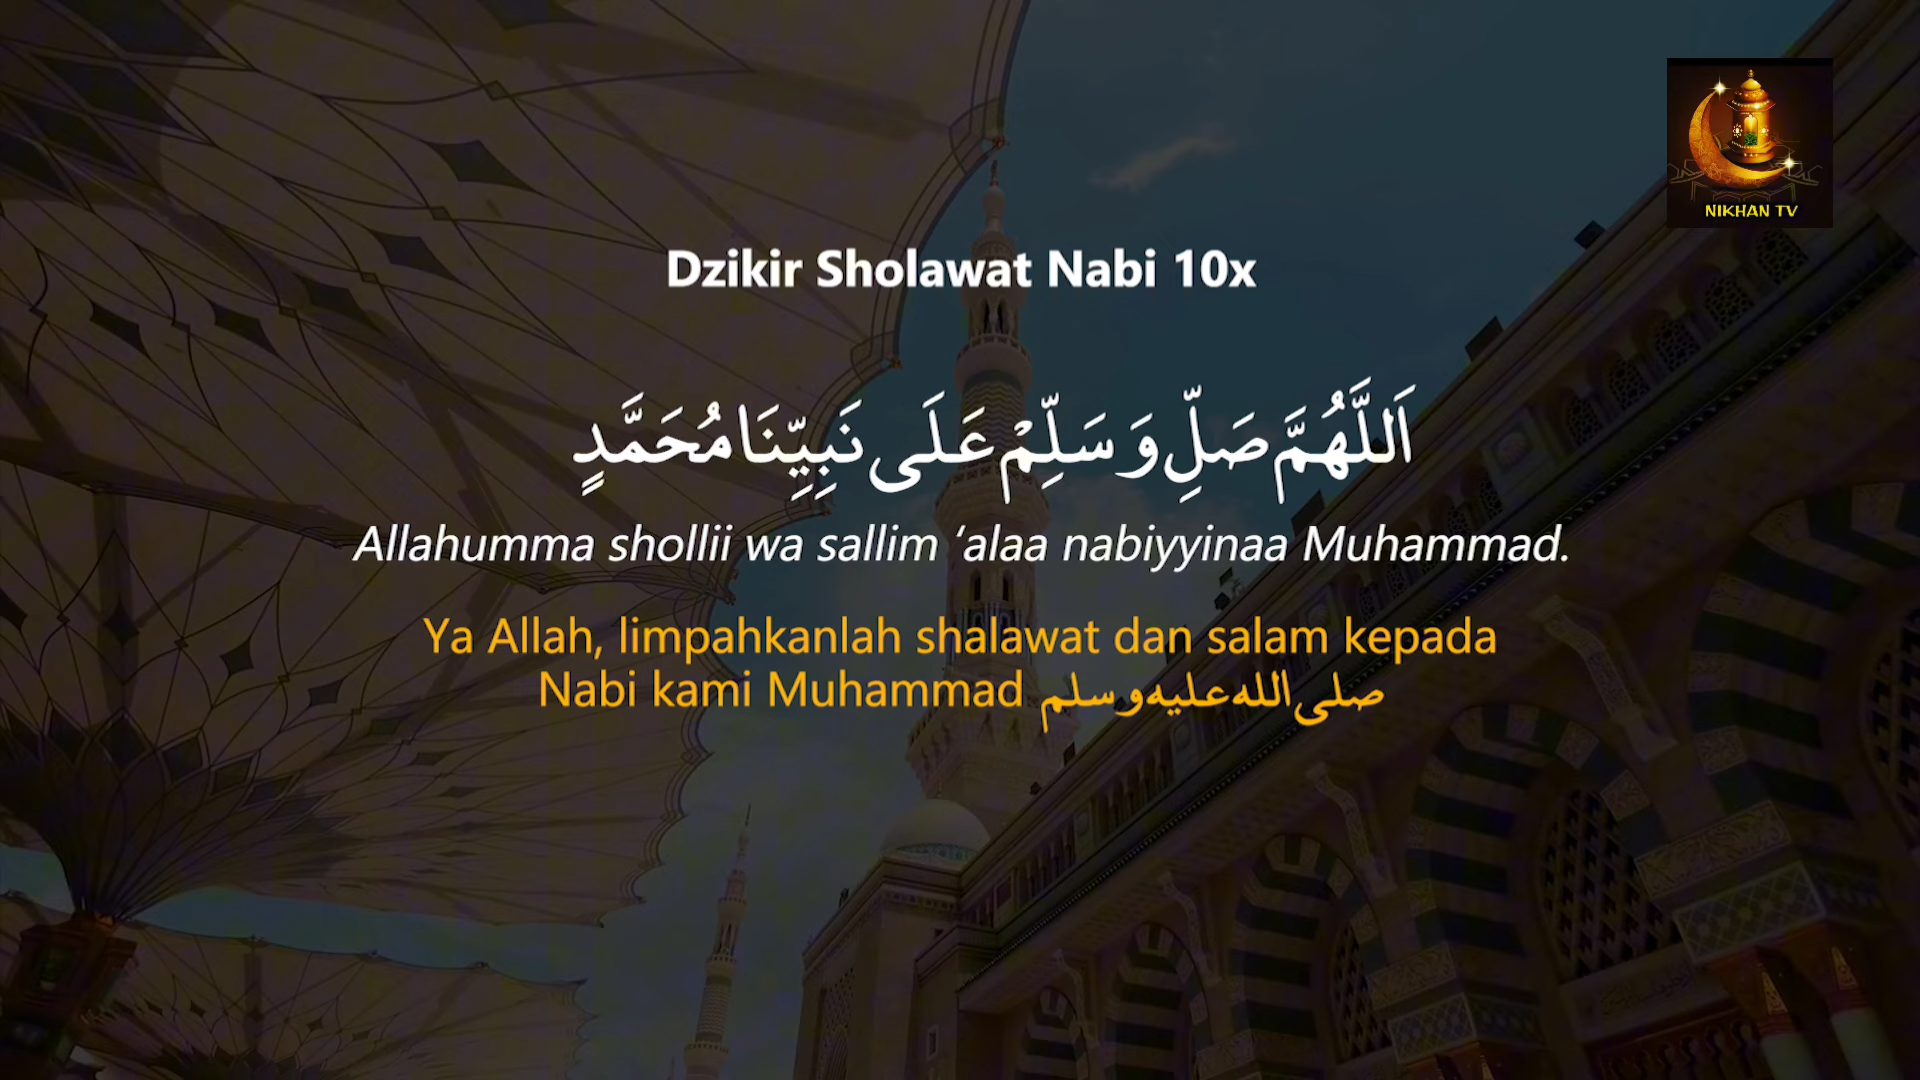 NIKHAN TV
Dzikir Sholawat Nabi 10x
اَللَّهُمَّ صَلِّ وَ سَلِّمْ عَلَى نَبِيِّنَا مُحَمَّدٍ
Allahumma shollii wa sallim ‘alaa nabiyyinaa Muhammad.
Ya Allah, limpahkanlah shalawat dan salam kepada
Nabi kami Muhammad صلى الله عليه وسلم